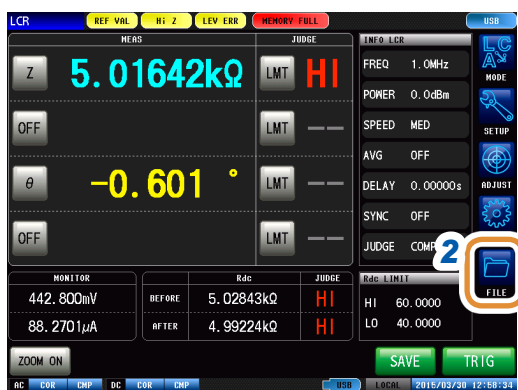 LCR REF VAL Hi Z LEV ERR MEMORY FULL USB
MEAS JUDGE INFO LCR
Z 5.01642kΩ LMT HI
OFF LMT ---
θ -0.601 ° LMT ---
OFF LMT ---
FREQ 1.0MHz
POWER 0.0dBm
SPEED MED
AVG OFF
DELAY 0.00000s
SYNC OFF
JUDGE COMP
LC
MODE
SETUP
ADJUST
2
FILE
MONITOR Rdc JUDGE Rdc LIMIT
442.800mV BEFORE 5.02843kΩ HI HI 60.0000
88.2701μA AFTER 4.99224kΩ HI LO 40.0000
ZOOM ON SAVE TRIG
AC COR CMP DC COR CMP USB LOCAL 2015/03/30 12:58:34